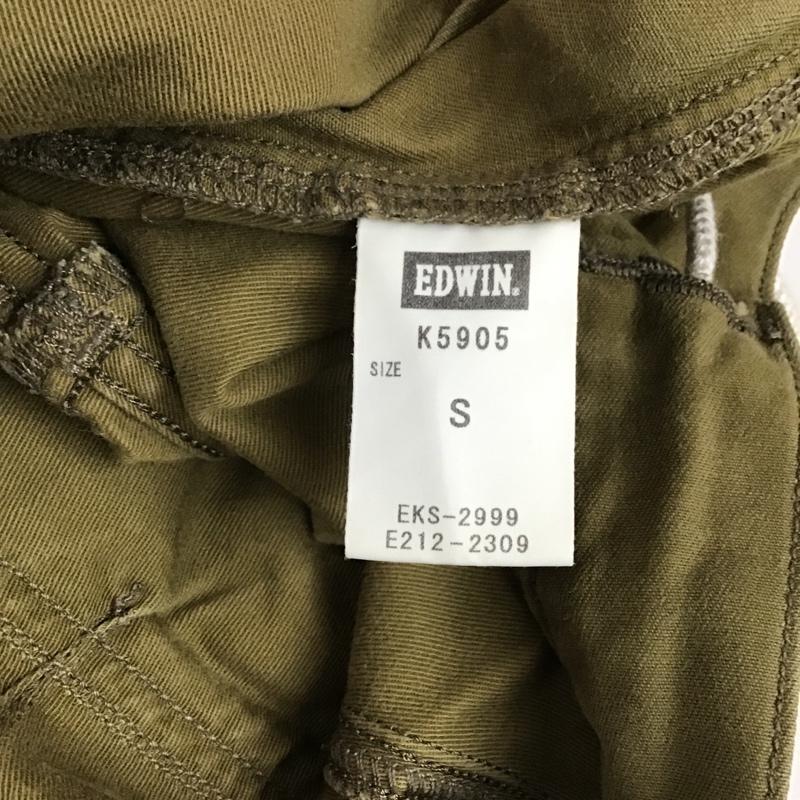 EDWIN.
K5905
SIZE
S
EKS-2999
E212-2309